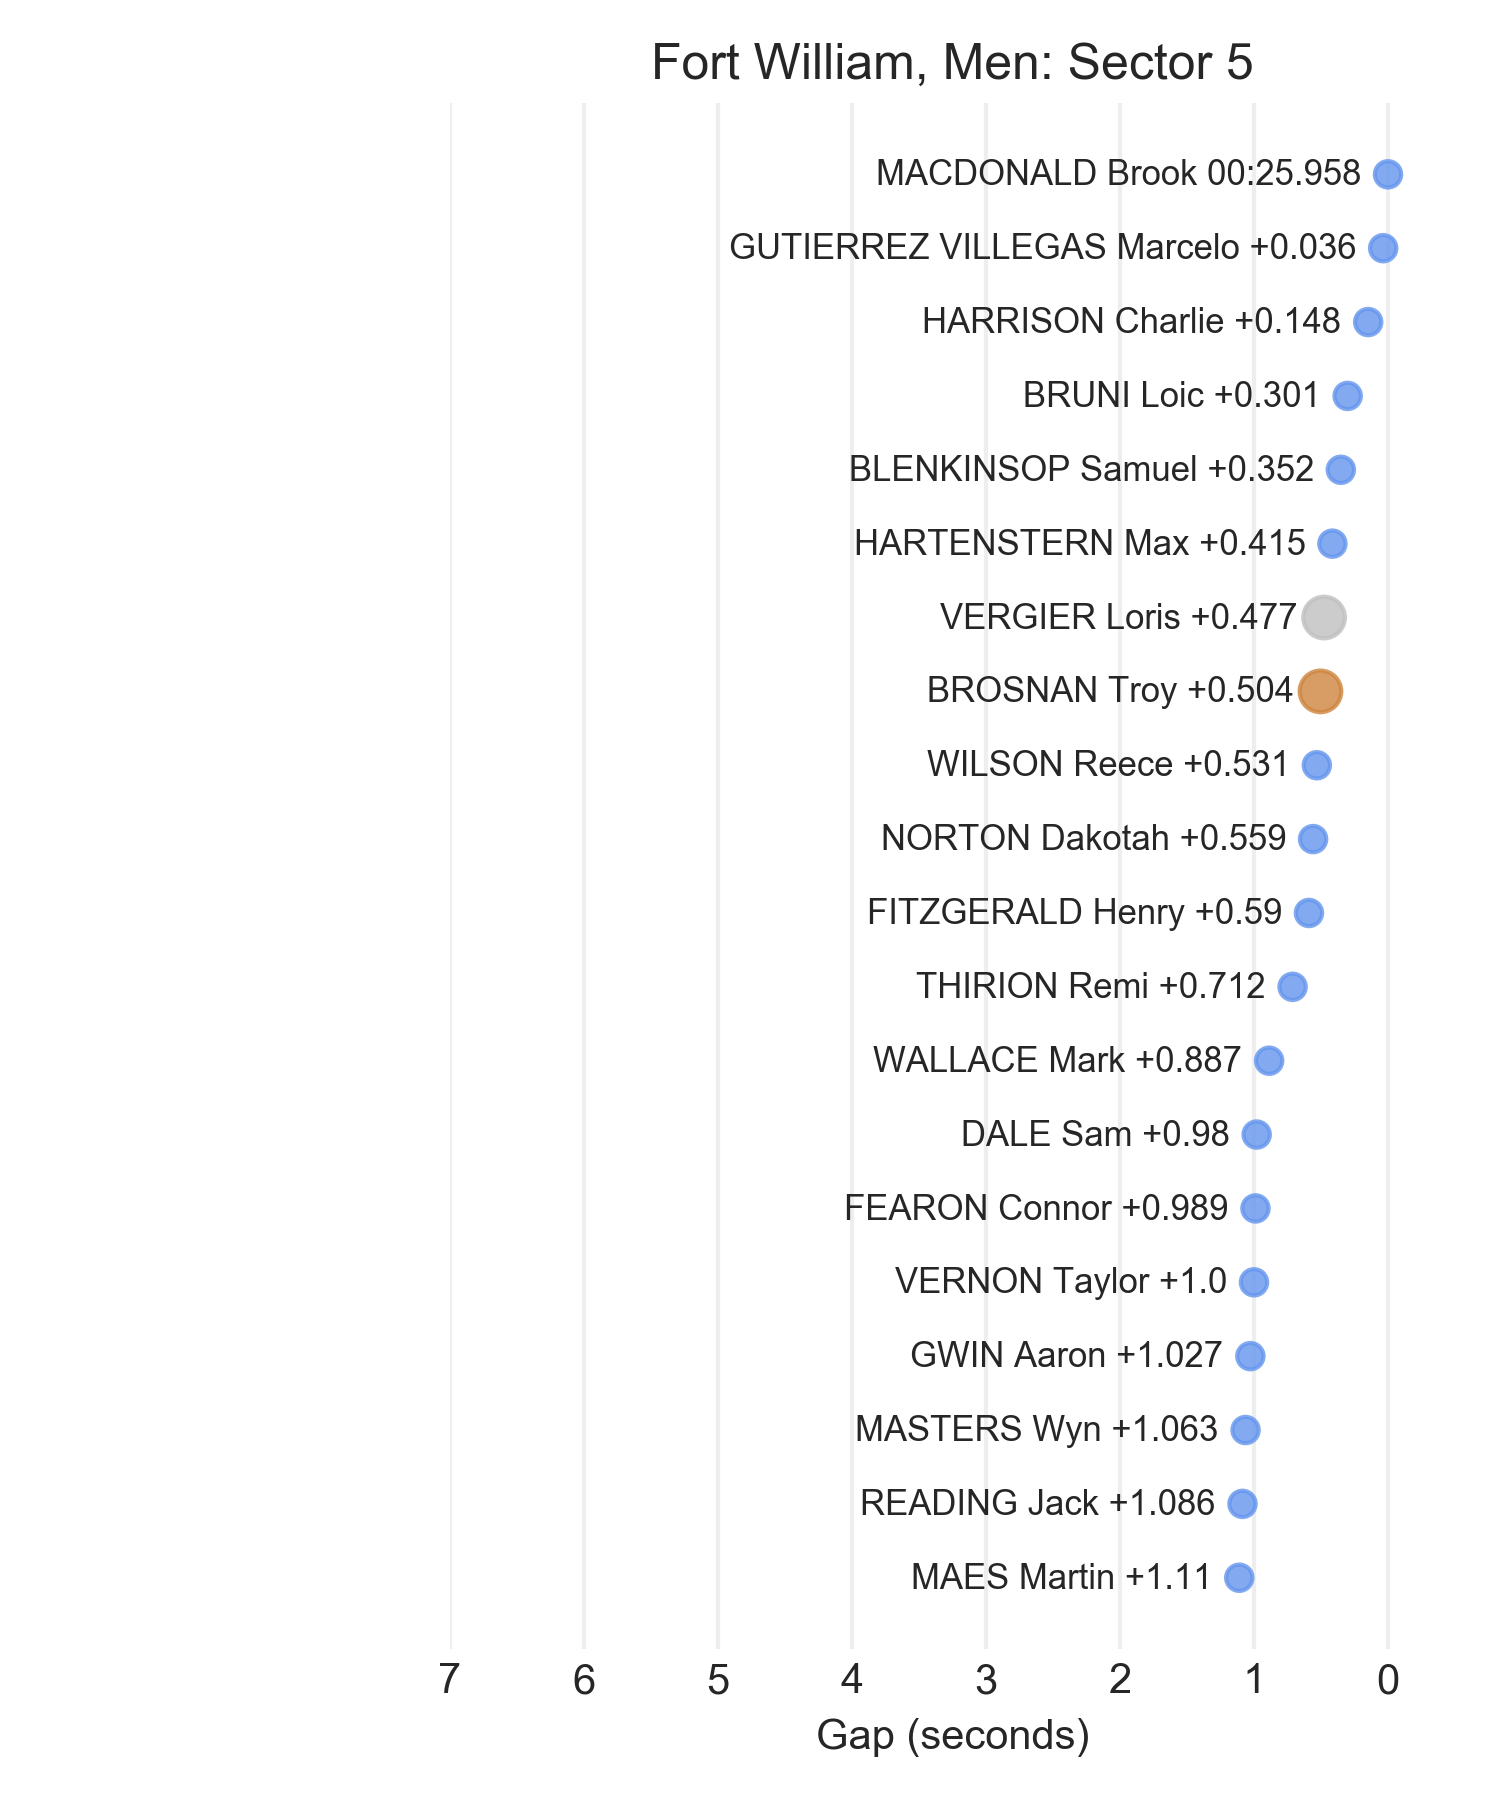 Fort William, Men: Sector 5
MACDONALD Brook 00:25.958
GUTIERREZ VILLEGAS Marcelo +0.036
HARRISON Charlie +0.148
BRUNI Loic +0.301
BLENKINSOP Samuel +0.352
HARTENSTERN Max +0.415
VERGIER Loris +0.477
BROSNAN Troy +0.504
WILSON Reece +0.531
NORTON Dakotah +0.559
FITZGERALD Henry +0.59
THIRION Remi +0.712
WALLACE Mark +0.887
DALE Sam +0.98
FEARON Connor +0.989
VERNON Taylor +1.0
GWIN Aaron +1.027
MASTERS Wyn +1.063
READING Jack +1.086
MAES Martin +1.11
7 6 5 4 3 2 1 0
Gap (seconds)